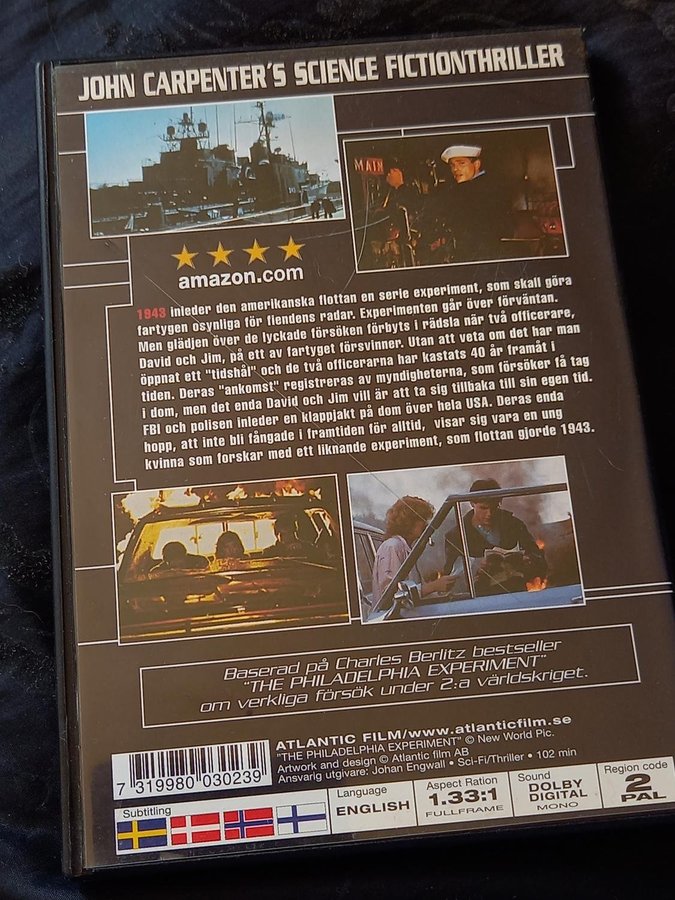 JOHN CARPENTER'S SCIENCE FICTIONTHRILLER
MAIN
amazon.com
1943 inleder den amerikanska flottan en serie experiment, som skall göra
fartygen osynliga för fiendens radar. Experimenten går över förväntan.
Men glädjen över de lyckade försöken förbyts i rädsla när två officerare,
David och Jim, på ett av fartyget försvinner. Utan att veta om det har man
öppnat ett "tidshål" och de två officerarna har kastats 40 år framåt i
tiden. Deras "ankomst" registreras av myndigheterna, som försöker få tag
i dom, men det enda David och Jim vill är att ta sig tillbaka till sin egen tid.
FBI och polisen inleder en klappjakt på dom över hela USA. Deras enda
hopp, att inte bli fångade i framtiden för alltid, visar sig vara en ung
kvinna som forskar med ett liknande experiment, som flottan gjorde 1943.
Baserad på Charles Berlitz bestseller
"THE PHILADELPHIA EXPERIMENT"
om verkliga försök under 2:a världskriget.
ATLANTIC FILM/www.atlanticfilm.se
"THE PHILADELPHIA EXPERIMENT" © New World Pic.
Artwork and design © Atlantic film AB
Ansvarig utgivare: Johan Engwall • Sci-Fi/Thriller • 102 min
7 319980 030239
Subtitling
Language
ENGLISH
Aspect Ration
1.33:1
FULLFRAME
Sound
DOLBY
DIGITAL
MONO
Region code
2
PAL